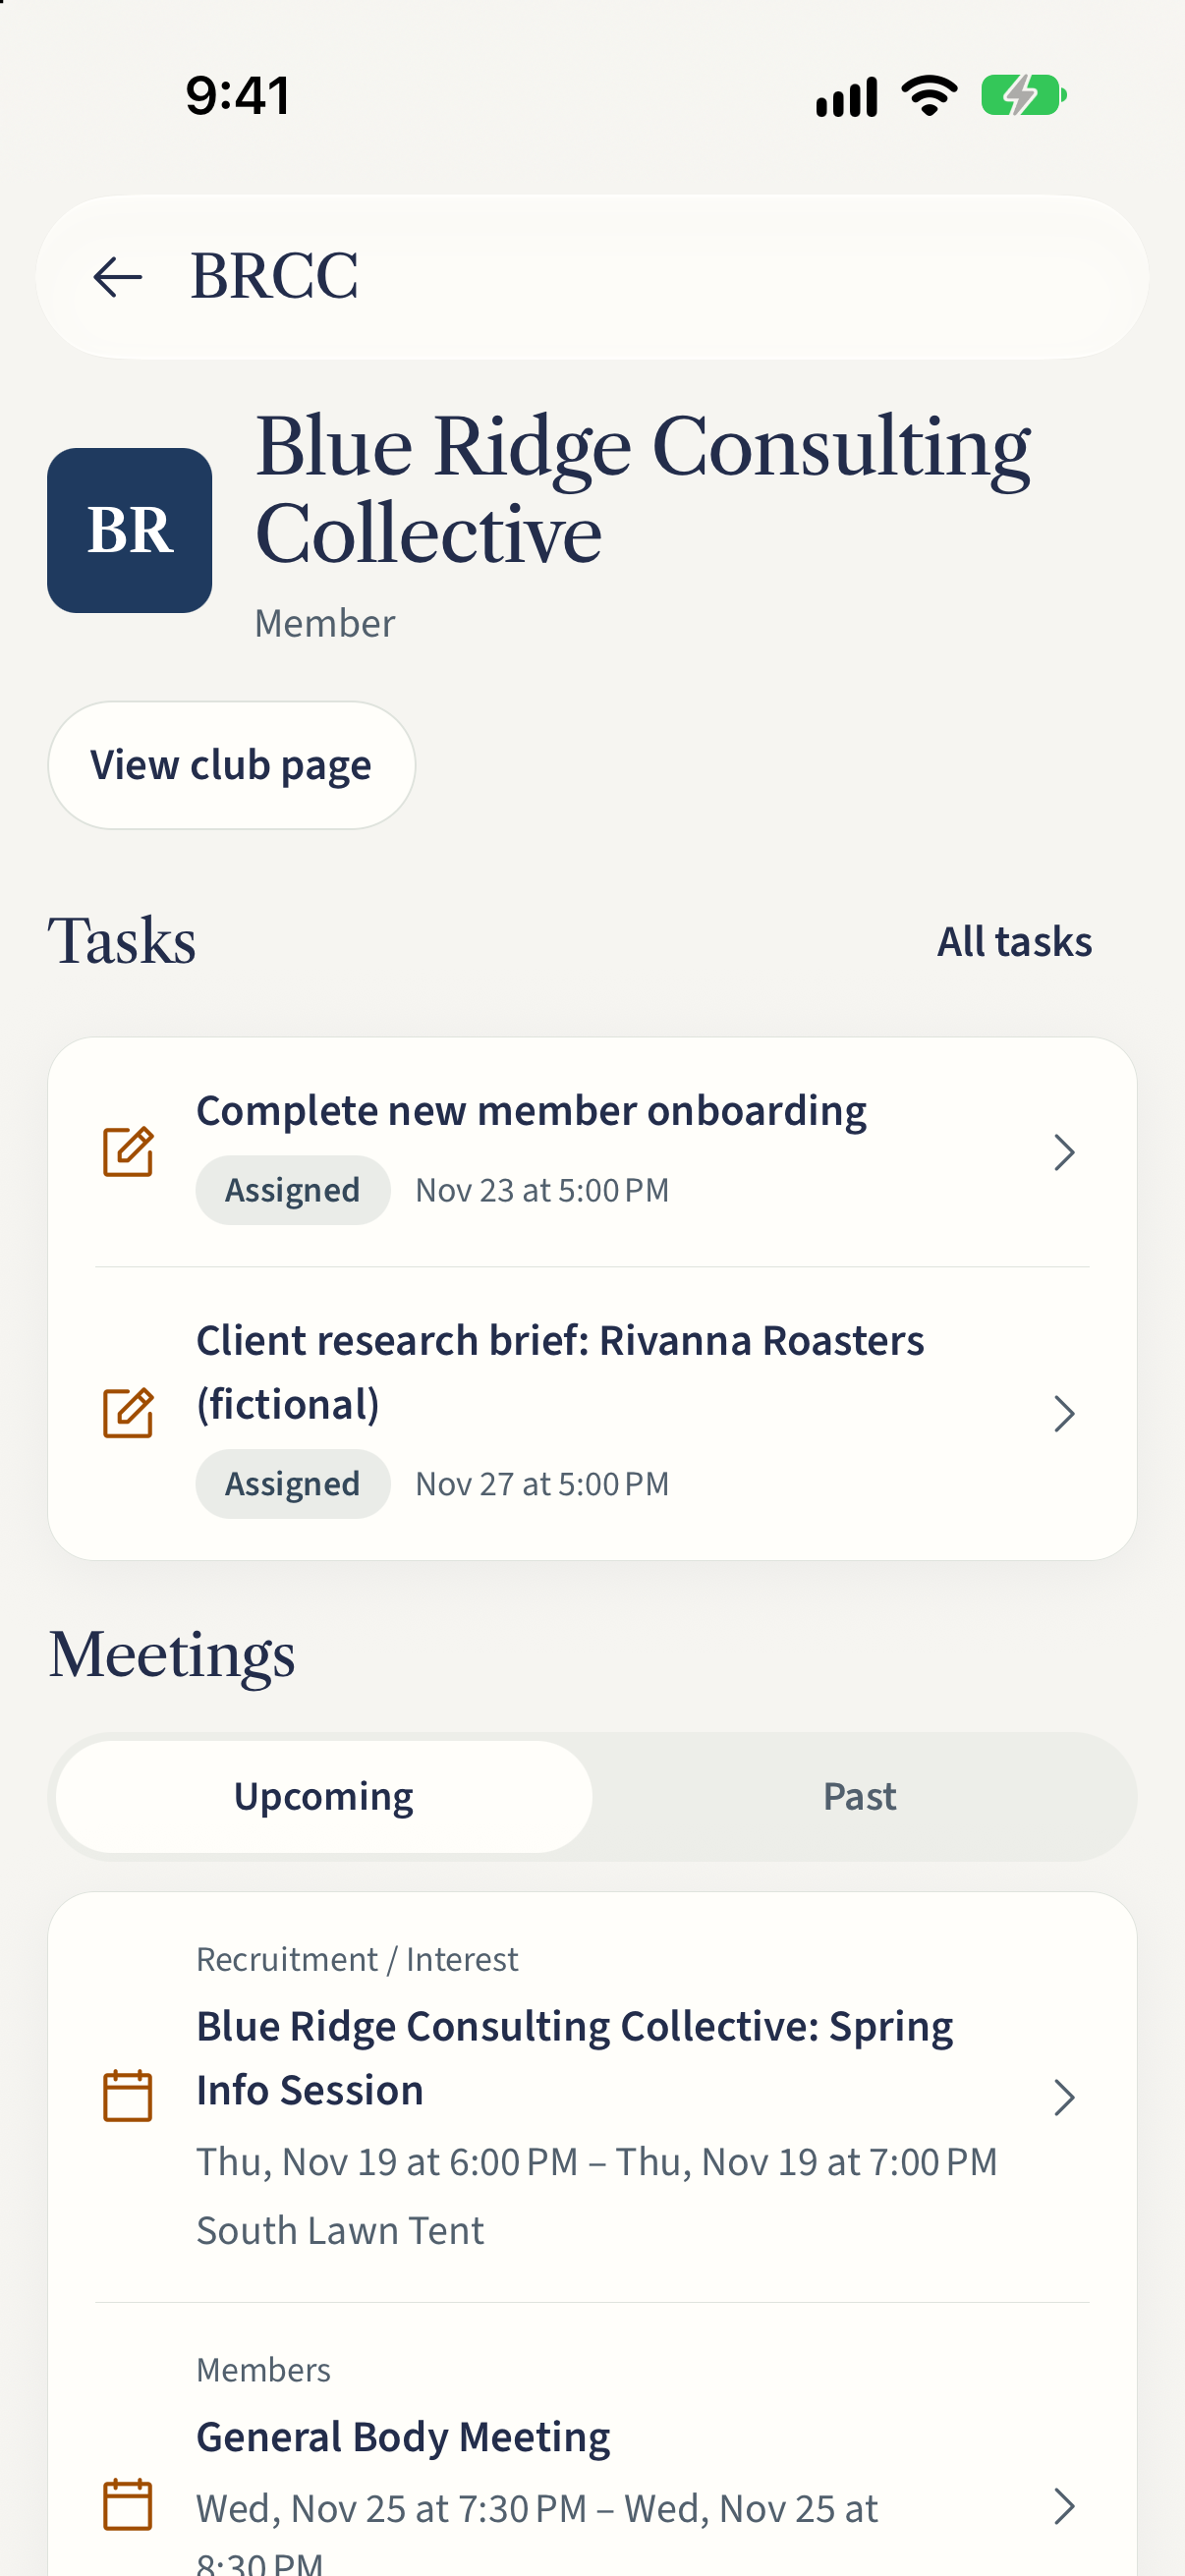 9:41
BRCC
BR
Blue Ridge Consulting
Collective
Member
View club page
Tasks
All tasks
Complete new member onboarding
Assigned
Nov 23 at 5:00 PM
Client research brief: Rivanna Roasters
(fictional)
Assigned
Nov 27 at 5:00 PM
Meetings
Upcoming
Past
Recruitment / Interest
Blue Ridge Consulting Collective: Spring
Info Session
Thu, Nov 19 at 6:00 PM – Thu, Nov 19 at 7:00 PM
South Lawn Tent
Members
General Body Meeting
Wed, Nov 25 at 7:30 PM – Wed, Nov 25 at
8:30 PM